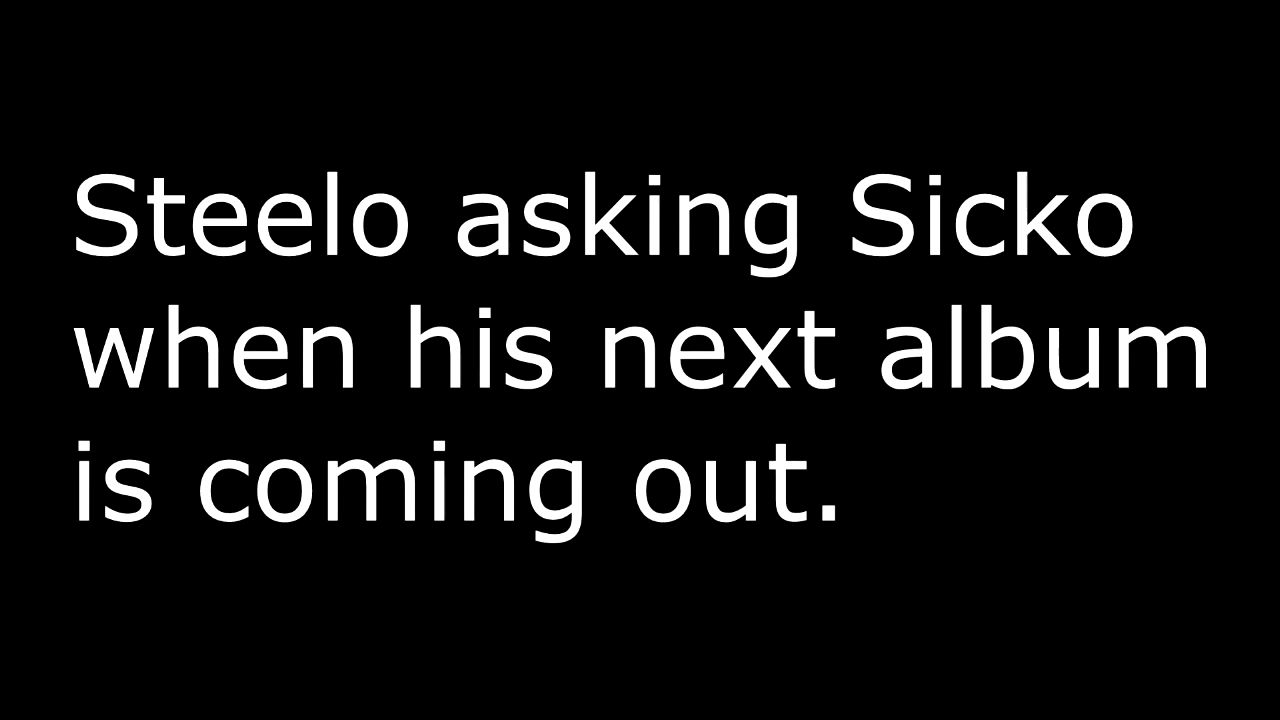 Steelo asking Sicko
when his next album
is coming out.